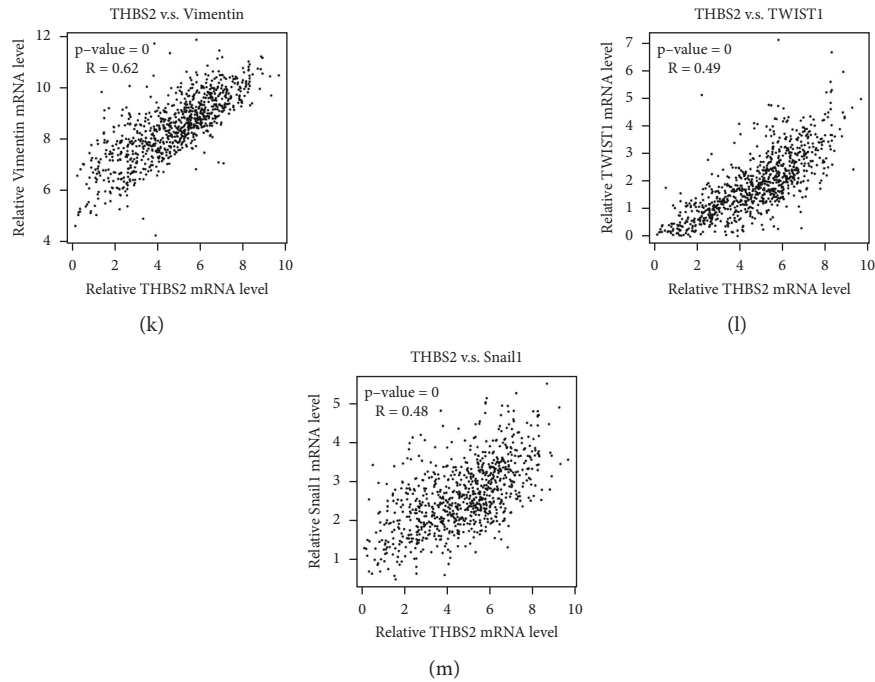 THBS2 v.s. Vimentin
p–value = 0
R = 0.62
Relative Vimentin mRNA level
12
10
8
6
4
0 2 4 6 8 10
Relative THBS2 mRNA level
(k)
THBS2 v.s. TWIST1
p–value = 0
R = 0.49
Relative TWIST1 mRNA level
7
6
5
4
3
2
1
0
0 2 4 6 8 10
Relative THBS2 mRNA level
(l)
THBS2 v.s. Snail1
p–value = 0
R = 0.48
Relative Snail1 mRNA level
5
4
3
2
1
0 2 4 6 8 10
Relative THBS2 mRNA level
(m)